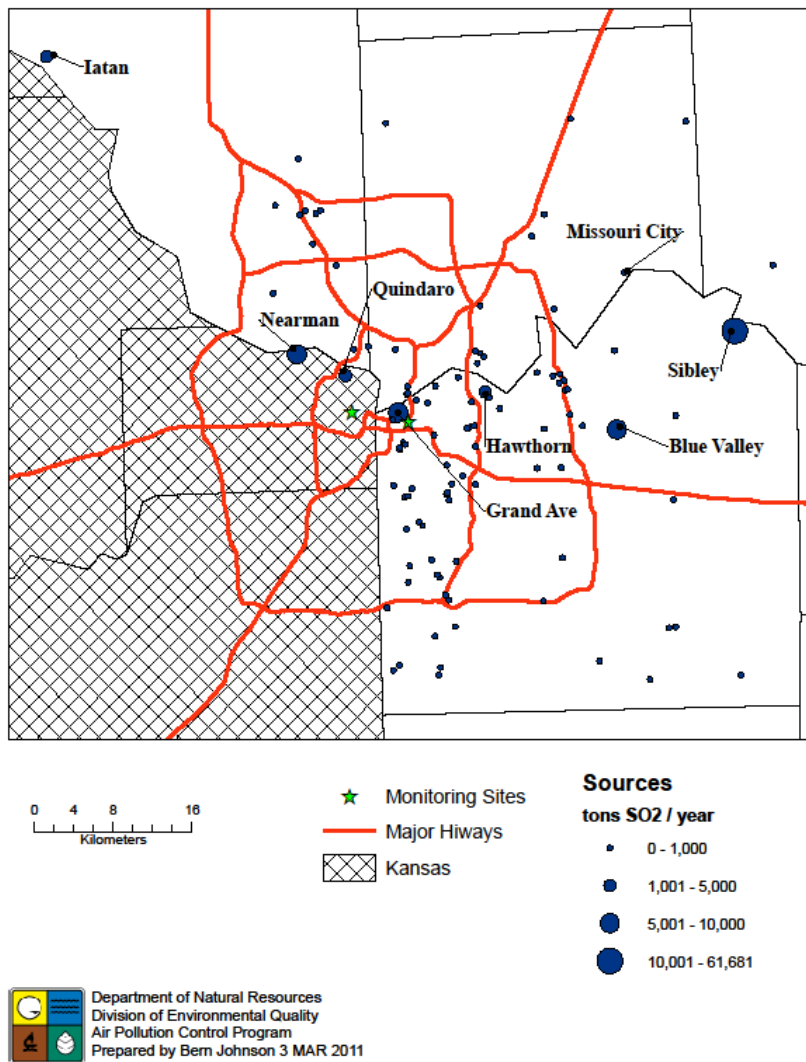 Iatan
Missouri City
Quindaro
Nearman
Sibley
Hawthorn
Blue Valley
Grand Ave
0 4 8 16
Kilometers
Monitoring Sites
Major Hiways
Kansas
Sources
tons SO2 / year
0 - 1,000
1,001 - 5,000
5,001 - 10,000
10,001 - 61,681
Department of Natural Resources
Division of Environmental Quality
Air Pollution Control Program
Prepared by Bern Johnson 3 MAR 2011